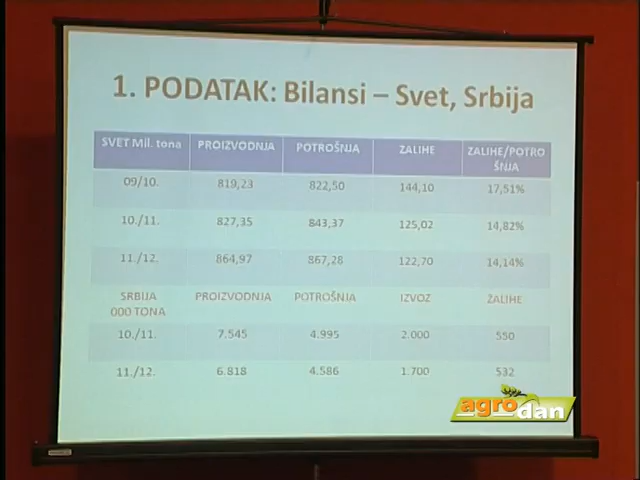 1. PODATAK: Bilansi – Svet, Srbija
SVET Mil. tona PROIZVODNJA POTROŠNJA ZALIHE ZALIHE/POTRO
ŠNJA
09/10. 819,23 822,50 144,10 17,51%
10./11. 827,35 843,37 125,02 14,82%
11./12. 864,97 867,28 122,70 14,14%
SRBIJA PROIZVODNJA POTROŠNJA IZVOZ ZALIHE
000 TONA
10./11. 7.545 4.995 2.000 550
11./12. 6.818 4.586 1.700 532
agro
dan